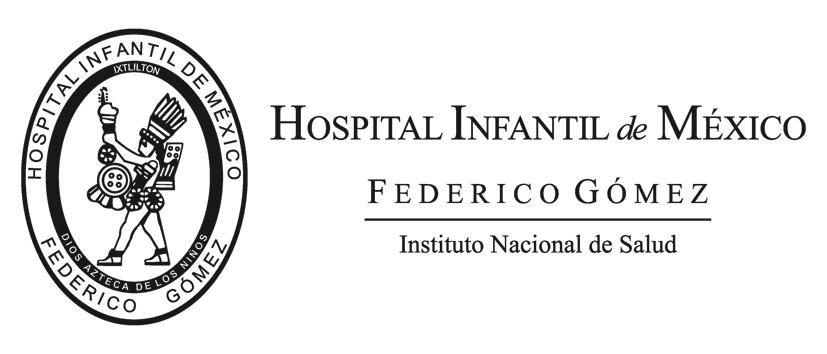 HOSPITAL INFANTIL DE MÉXICO
IXTLILTON
DIOS AZTECA DE LOS NIÑOS
FEDERICO GÓMEZ
HOSPITAL INFANTIL de MÉXICO
FEDERICO GÓMEZ
Instituto Nacional de Salud